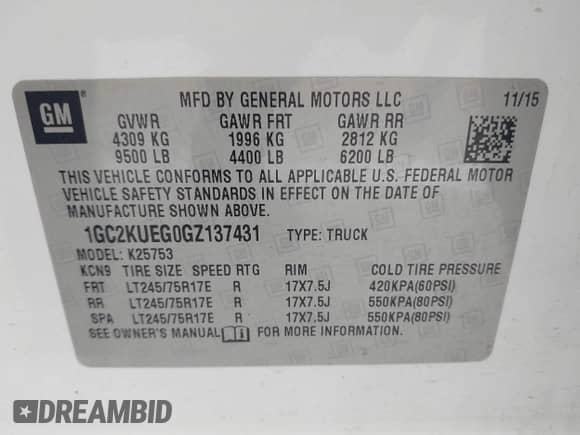 GM ®
MFD BY GENERAL MOTORS LLC 11/15
GVWR GAWR FRT GAWR RR
4309 KG 1996 KG 2812 KG
9500 LB 4400 LB 6200 LB
THIS VEHICLE CONFORMS TO ALL APPLICABLE U.S. FEDERAL MOTOR
VEHICLE SAFETY STANDARDS IN EFFECT ON THE DATE OF
MANUFACTURE SHOWN ABOVE.
1GC2KUEG0GZ137431 TYPE: TRUCK
MODEL: K25753
KCN9 TIRE SIZE SPEED RTG RIM COLD TIRE PRESSURE
FRT LT245/75R17E R 17X7.5J 420KPA(60PSI)
RR LT245/75R17E R 17X7.5J 550KPA(80PSI)
SPA LT245/75R17E R 17X7.5J 550KPA(80PSI)
SEE OWNER'S MANUAL FOR MORE INFORMATION.
DREAMBID